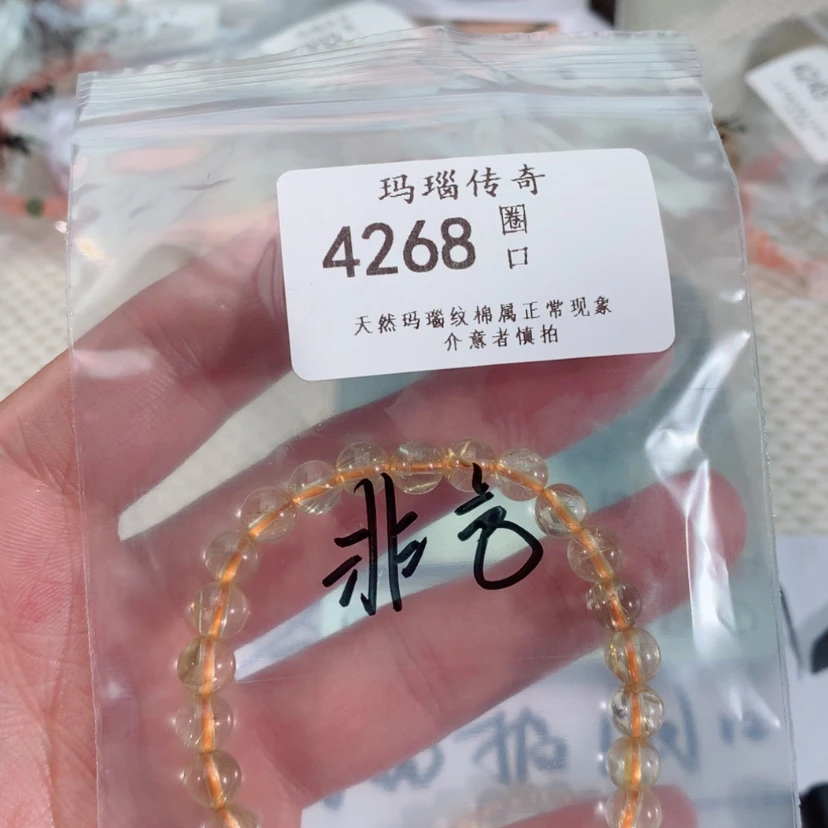 玛瑙传奇
4268 圈口
天然玛瑙纹棉属正常现象
介意者慎拍
非言